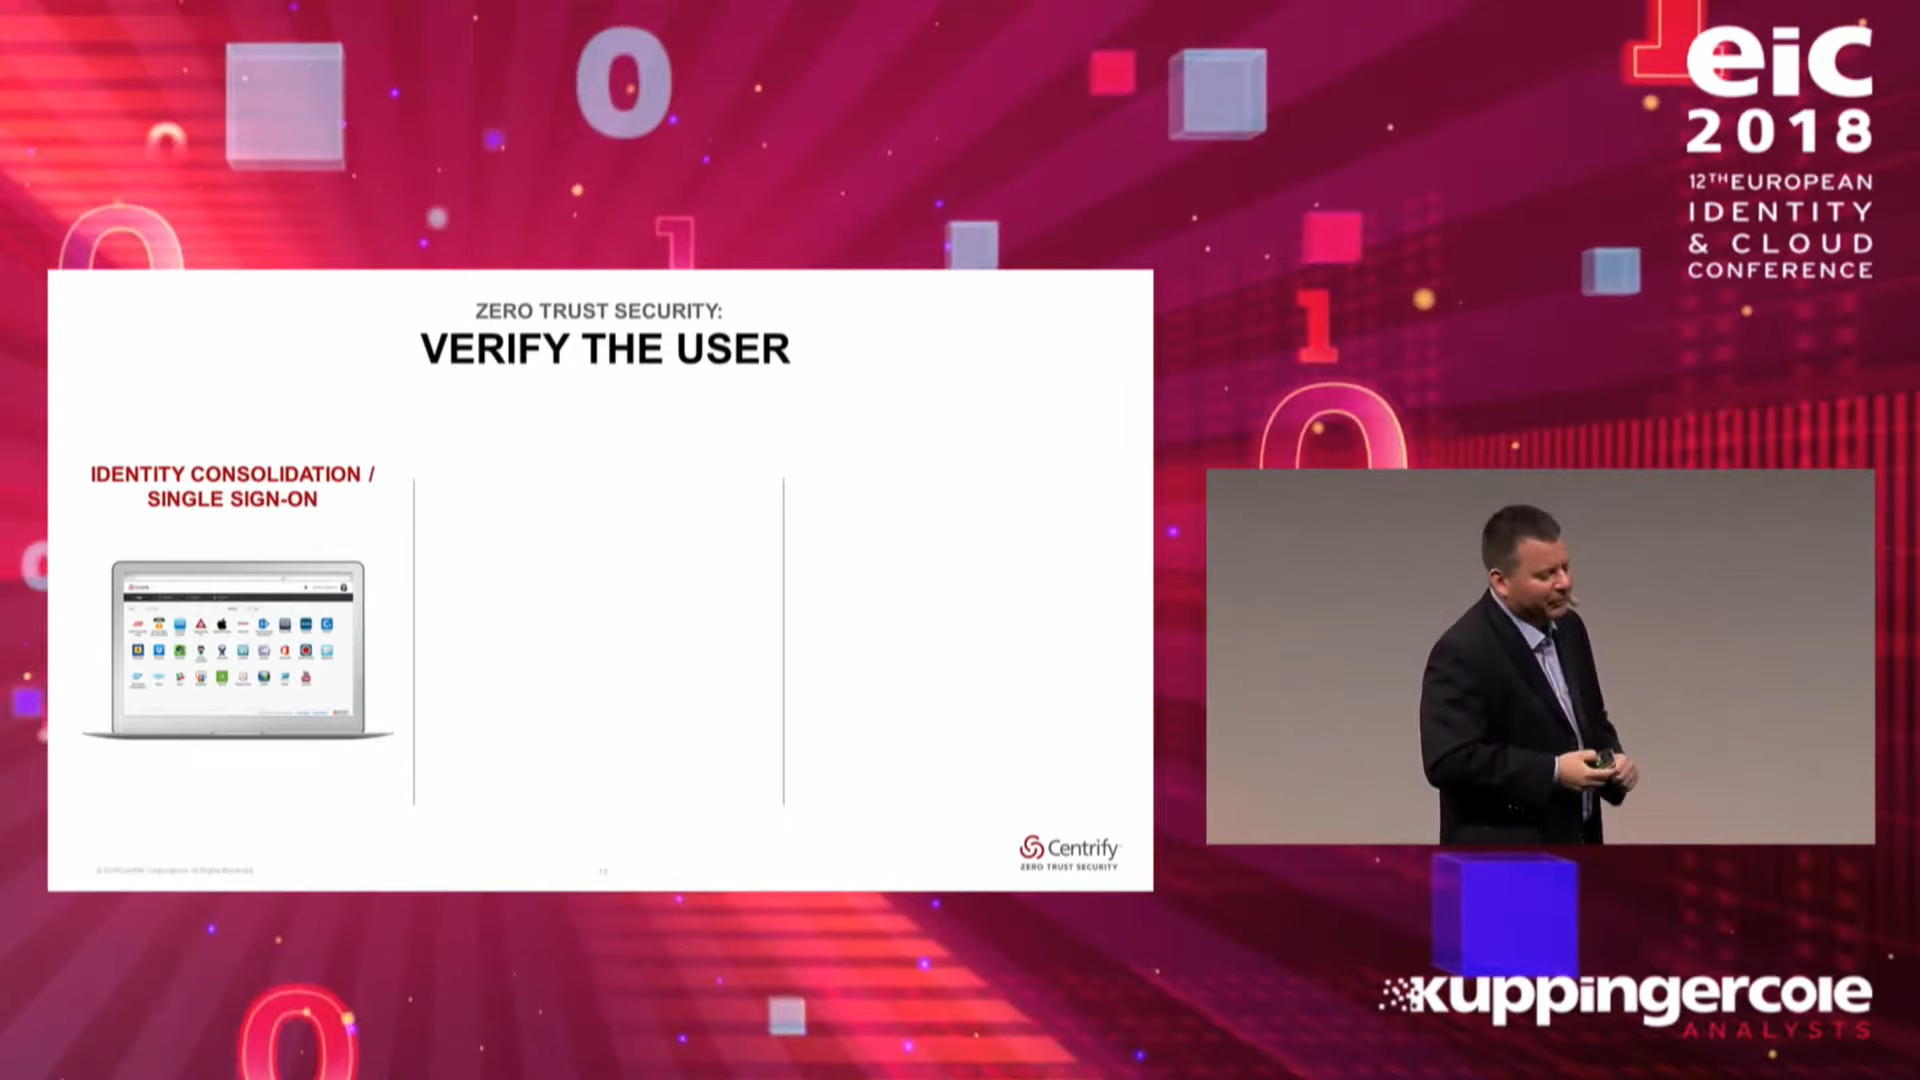 eic
2018
12TH EUROPEAN
IDENTITY
& CLOUD
CONFERENCE
ZERO TRUST SECURITY:
VERIFY THE USER
IDENTITY CONSOLIDATION /
SINGLE SIGN-ON
Centrify
ZERO TRUST SECURITY
13
kuppingercole
ANALYSTS